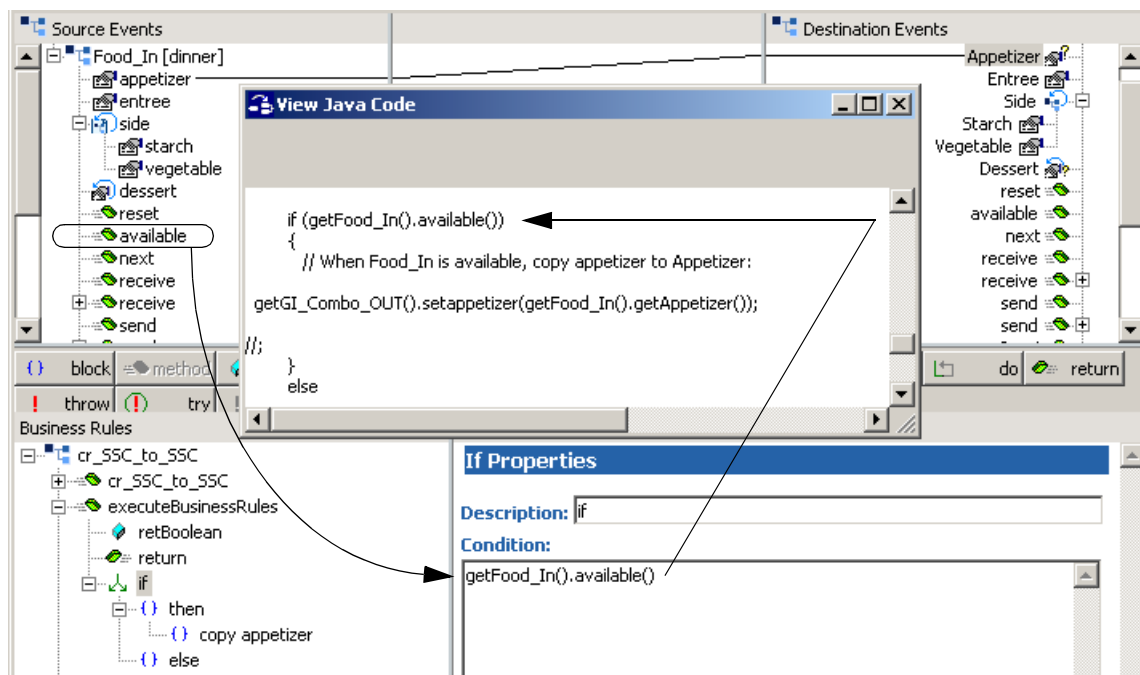 Source Events
Destination Events
Food_In [dinner]
appetizer
entree
side
starch
vegetable
dessert
reset
available
next
receive
receive
send
Appetizer
Entree
Side
Starch
Vegetable
Dessert
reset
available
next
receive
receive
send
send
View Java Code
if (getFood_In().available())
{
// When Food_In is available, copy appetizer to Appetizer:
getGI_Combo_OUT().setappetizer(getFood_In().getAppetizer());
//;
}
else
{} block
method
do
return
throw
try
Business Rules
cr_SSC_to_SSC
cr_SSC_to_SSC
executeBusinessRules
retBoolean
return
if
{} then
{} copy appetizer
{} else
If Properties
Description: if
Condition:
getFood_In().available()